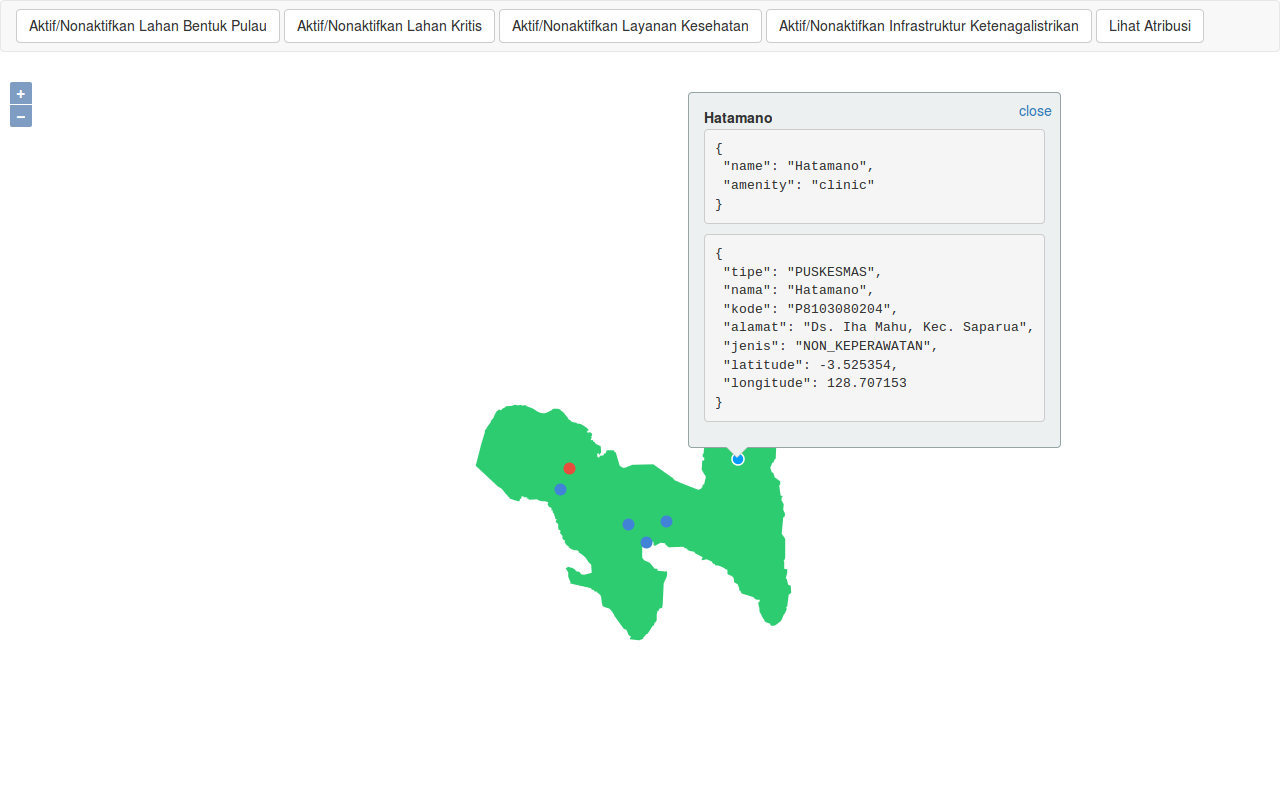 Aktif/Nonaktifkan Lahan Bentuk Pulau Aktif/Nonaktifkan Lahan Kritis Aktif/Nonaktifkan Layanan Kesehatan Aktif/Nonaktifkan Infrastruktur Ketenagalistrikan Lihat Atribusi
+
−
close
Hatamano
{
"name": "Hatamano",
"amenity": "clinic"
}
{
"tipe": "PUSKESMAS",
"nama": "Hatamano",
"kode": "P8103080204",
"alamat": "Ds. Iha Mahu, Kec. Saparua",
"jenis": "NON_KEPERAWATAN",
"latitude": -3.525354,
"longitude": 128.707153
}